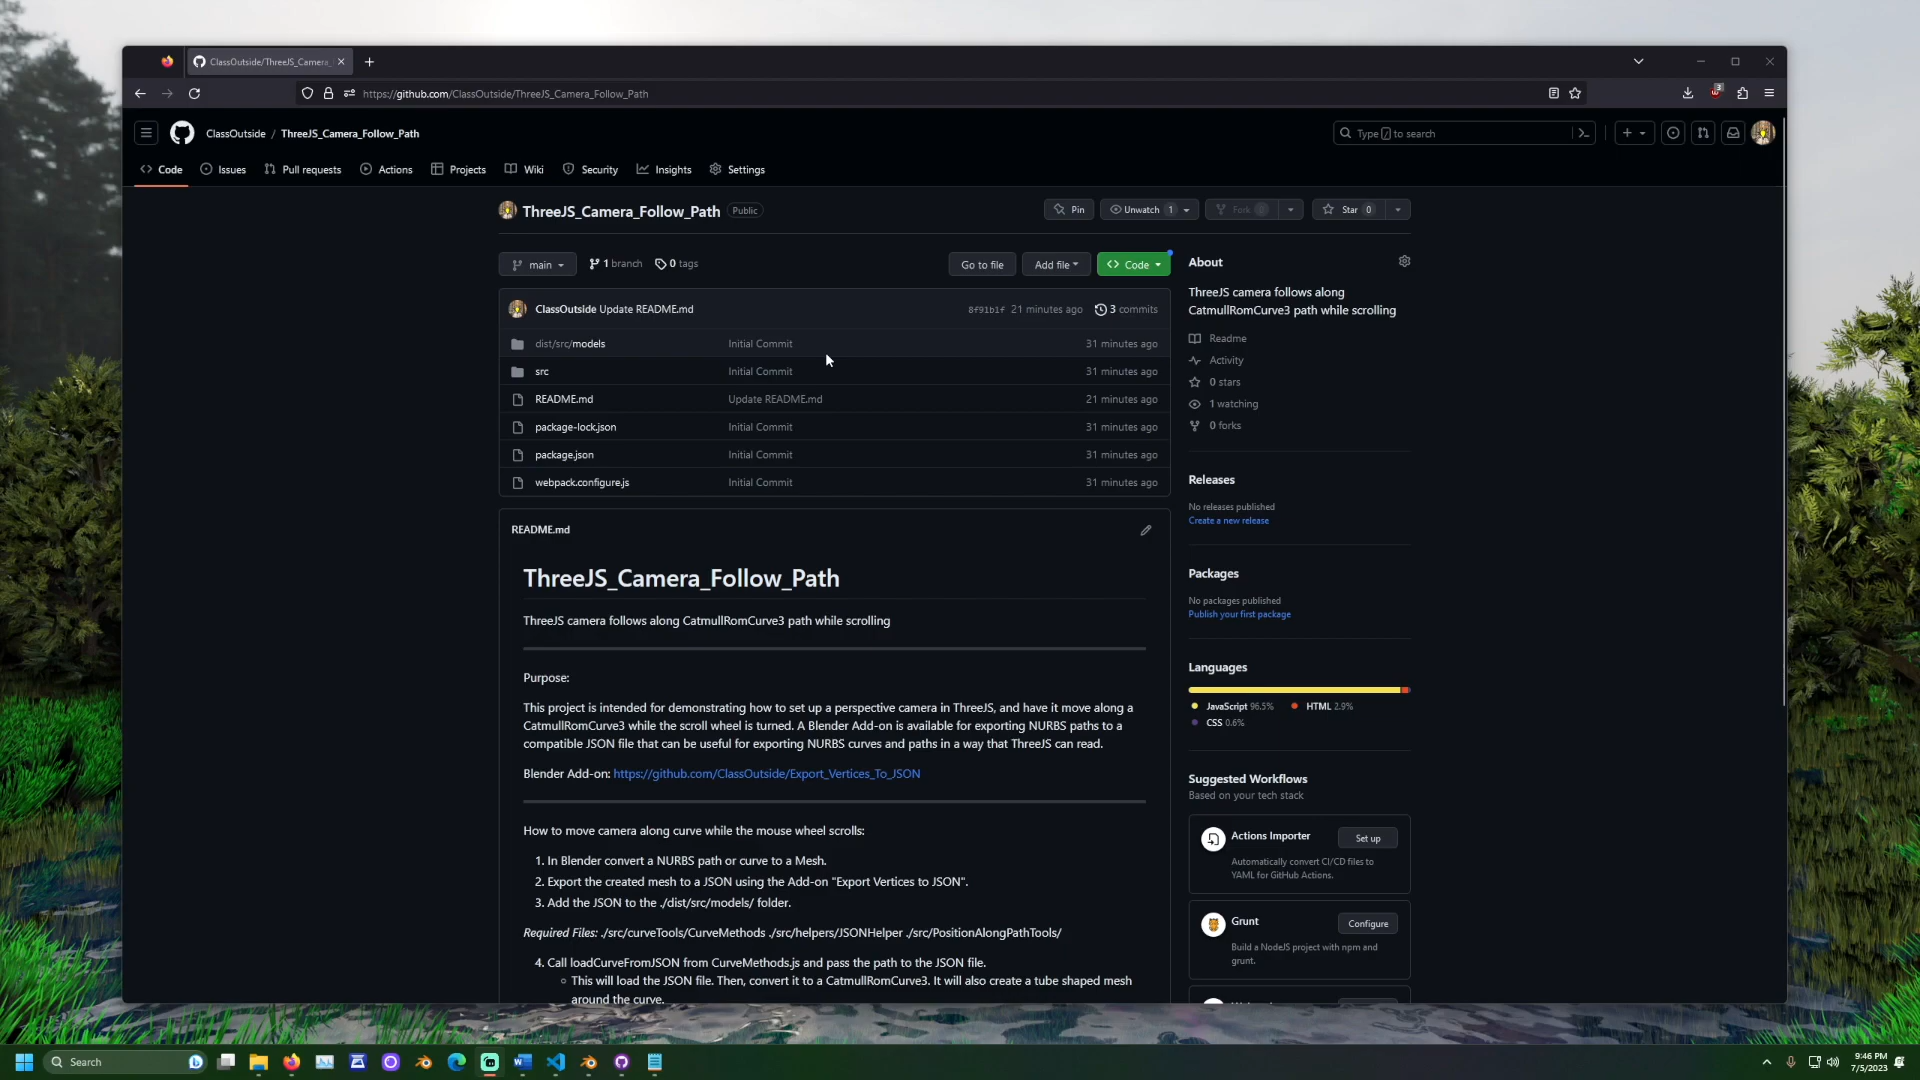 ClassOutside/ThreeJS_Camera_
https://github.com/ClassOutside/ThreeJS_Camera_Follow_Path
3
ClassOutside / ThreeJS_Camera_Follow_Path
Type / to search
Code
Issues
Pull requests
Actions
Projects
Wiki
Security
Insights
Settings
ThreeJS_Camera_Follow_Path Public
Pin
Unwatch 1
Fork 0
Star 0
main
1 branch
0 tags
Go to file
Add file
Code
ClassOutside Update README.md 8f91b1f 21 minutes ago 3 commits
dist/src/models Initial Commit 31 minutes ago
src Initial Commit 31 minutes ago
README.md Update README.md 21 minutes ago
package-lock.json Initial Commit 31 minutes ago
package.json Initial Commit 31 minutes ago
webpack.configure.js Initial Commit 31 minutes ago
README.md
ThreeJS_Camera_Follow_Path
ThreeJS camera follows along CatmullRomCurve3 path while scrolling
Purpose:
This project is intended for demonstrating how to set up a perspective camera in ThreeJS, and have it move along a
CatmullRomCurve3 while the scroll wheel is turned. A Blender Add-on is available for exporting NURBS paths to a
compatible JSON file that can be useful for exporting NURBS curves and paths in a way that ThreeJS can read.
Blender Add-on: https://github.com/ClassOutside/Export_Vertices_To_JSON
How to move camera along curve while the mouse wheel scrolls:
1. In Blender convert a NURBS path or curve to a Mesh.
2. Export the created mesh to a JSON using the Add-on "Export Vertices to JSON".
3. Add the JSON to the ./dist/src/models/ folder.
Required Files: ./src/curveTools/CurveMethods ./src/helpers/JSONHelper ./src/PositionAlongPathTools/
4. Call loadCurveFromJSON from CurveMethods.js and pass the path to the JSON file.
This will load the JSON file. Then, convert it to a CatmullRomCurve3. It will also create a tube shaped mesh
around the curve.
About
ThreeJS camera follows along
CatmullRomCurve3 path while scrolling
Readme
Activity
0 stars
1 watching
0 forks
Releases
No releases published
Create a new release
Packages
No packages published
Publish your first package
Languages
JavaScript 96.5% HTML 2.9%
CSS 0.6%
Suggested Workflows
Based on your tech stack
Actions Importer
Set up
Automatically convert CI/CD files to
YAML for GitHub Actions.
Grunt
Configure
Build a NodeJS project with npm and
grunt.
Search
9:46 PM
7/5/2023